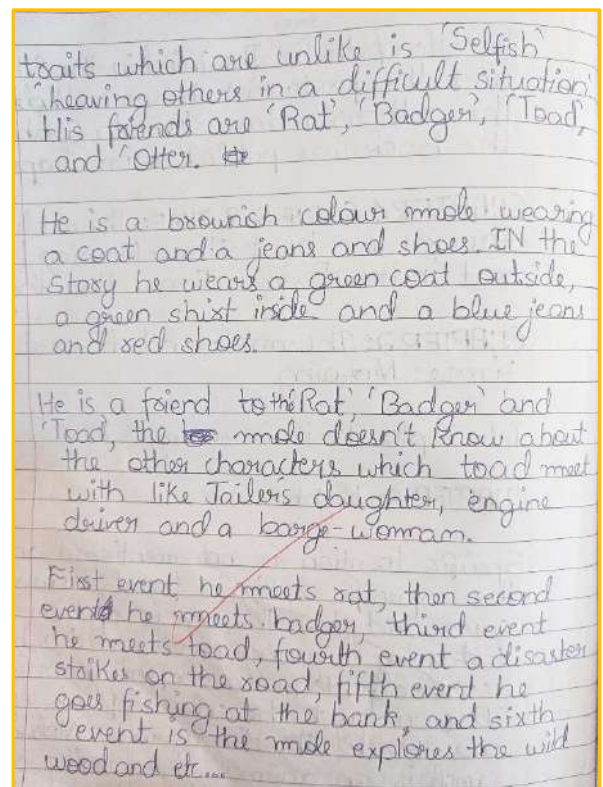 traits which are unlike is 'Selfish'
'heaving others in a difficult situation'
His friends are 'Rat', 'Badger', 'Toad,
and 'Otter.
He is a brownish colour mole wearing
a coat and a jeans and shoes. IN the
Story he wears a green coat outside,
a green shirt inside and a blue jeans
and red shoes.
He is a friend to the 'Rat', 'Badger' and
'Toad', the mole doesn't know about
the other characters which toad meet
with like Jailer's daughter, engine
driver and a barge-womman.
First event he meets rat, then second
event he meets badger, third event
he meets toad, fourth event a disaster
strikes on the road, fifth event he
goes fishing at the bank, and sixth
event is the mole explores the wild
wood and etc...